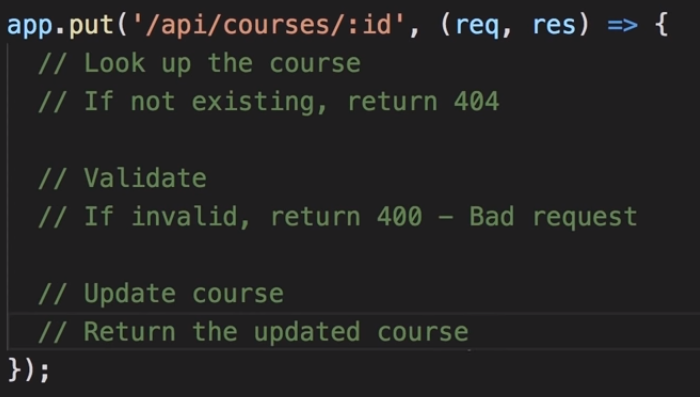 app.put('/api/courses/:id', (req, res) => {
// Look up the course
// If not existing, return 404
// Validate
// If invalid, return 400 - Bad request
// Update course
// Return the updated course
});